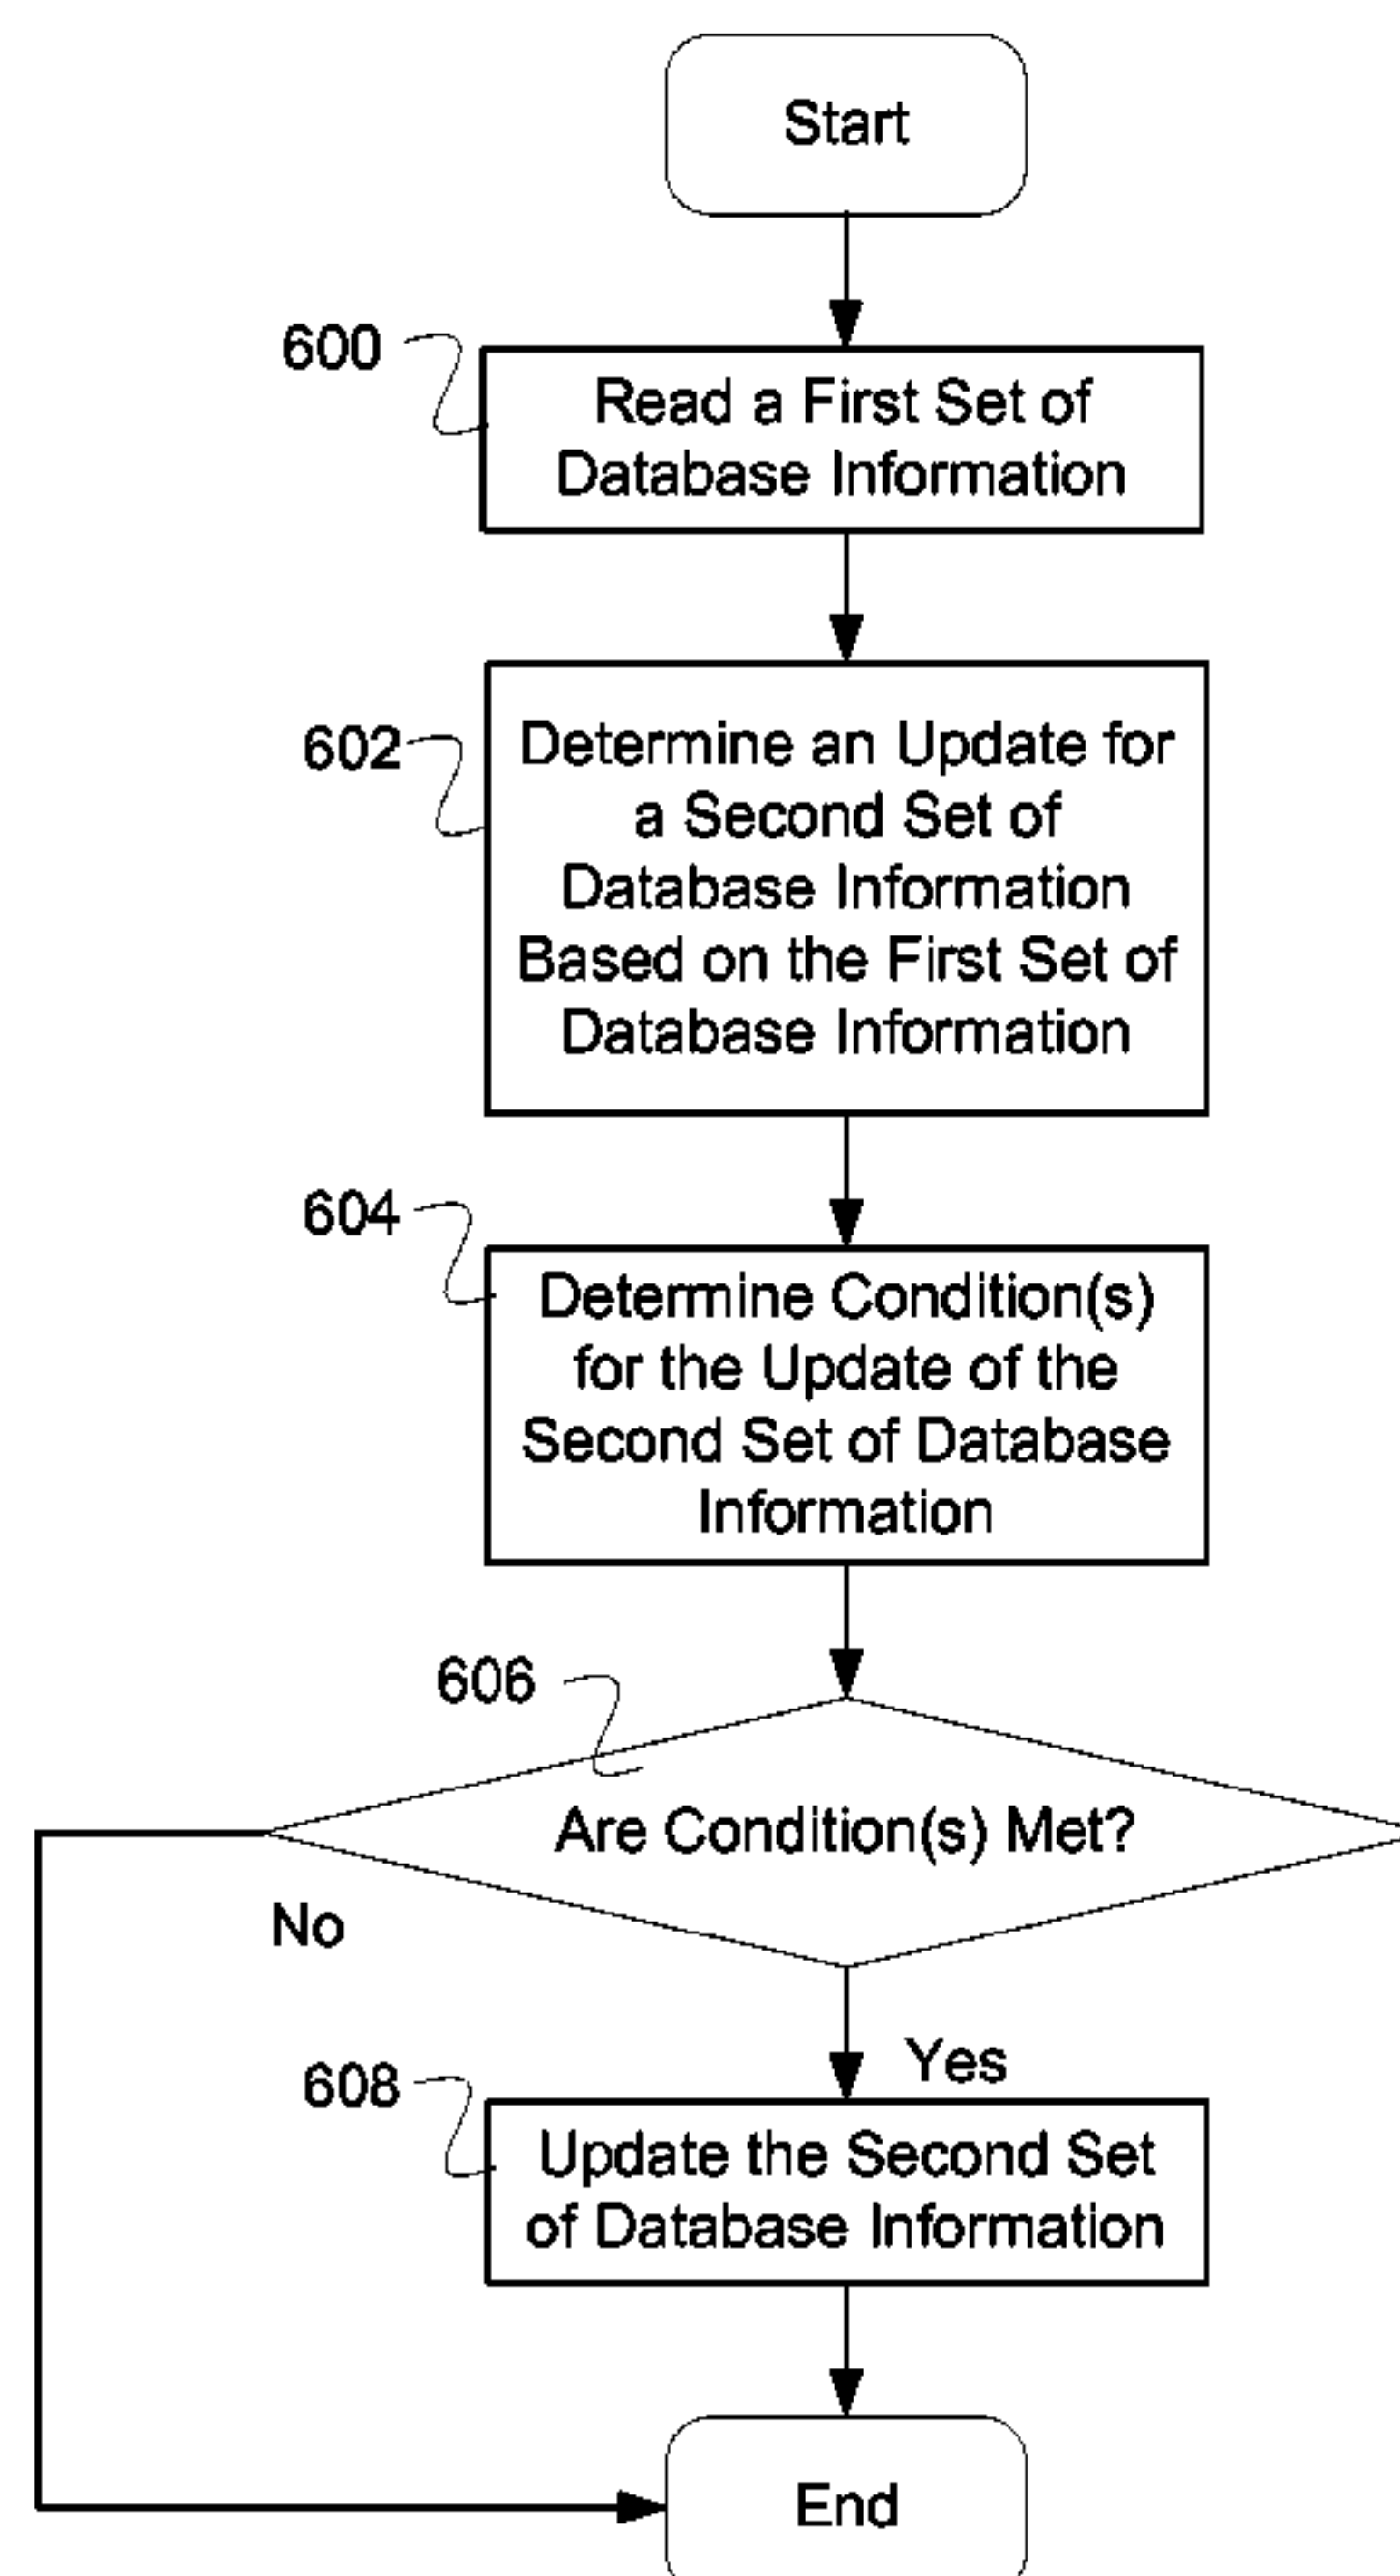 Start
600
Read a First Set of
Database Information
602
Determine an Update for
a Second Set of
Database Information
Based on the First Set of
Database Information
604
Determine Condition(s)
for the Update of the
Second Set of Database
Information
606
Are Condition(s) Met?
No
Yes
608
Update the Second Set
of Database Information
End